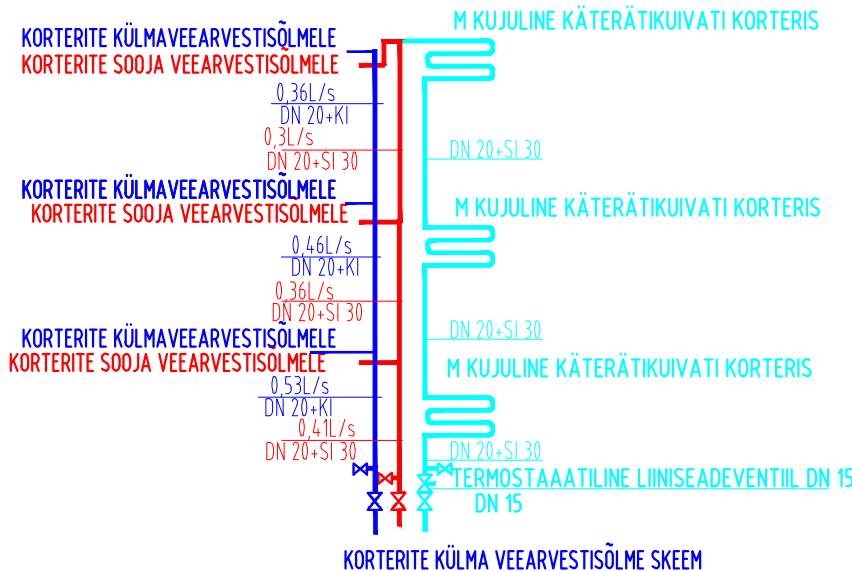 M KUJULINE KÄTERÄTIKUIVATI KORTERIS
KORTERITE KÜLMAVEEARVESTISÕLMELE
KORTERITE SOOJA VEEARVESTISÕLMELE
0,36L/s
DN 20+KI
0,3L/s
DN 20+SI 30
DN 20+SI 30
KORTERITE KÜLMAVEEARVESTISÕLMELE
KORTERITE SOOJA VEEARVESTISÕLMELE
M KUJULINE KÄTERÄTIKUIVATI KORTERIS
0,46L/s
DN 20+KI
0,36L/s
DN 20+SI 30
DN 20+SI 30
KORTERITE KÜLMAVEEARVESTISÕLMELE
KORTERITE SOOJA VEEARVESTISÕLMELE
M KUJULINE KÄTERÄTIKUIVATI KORTERIS
0,53L/s
DN 20+KI
0,41L/s
DN 20+SI 30
DN 20+SI 30
TERMOSTAAATILINE LIINISEADEVENTIIL DN 15
DN 15
KORTERITE KÜLMA VEEARVESTISÕLME SKEEM